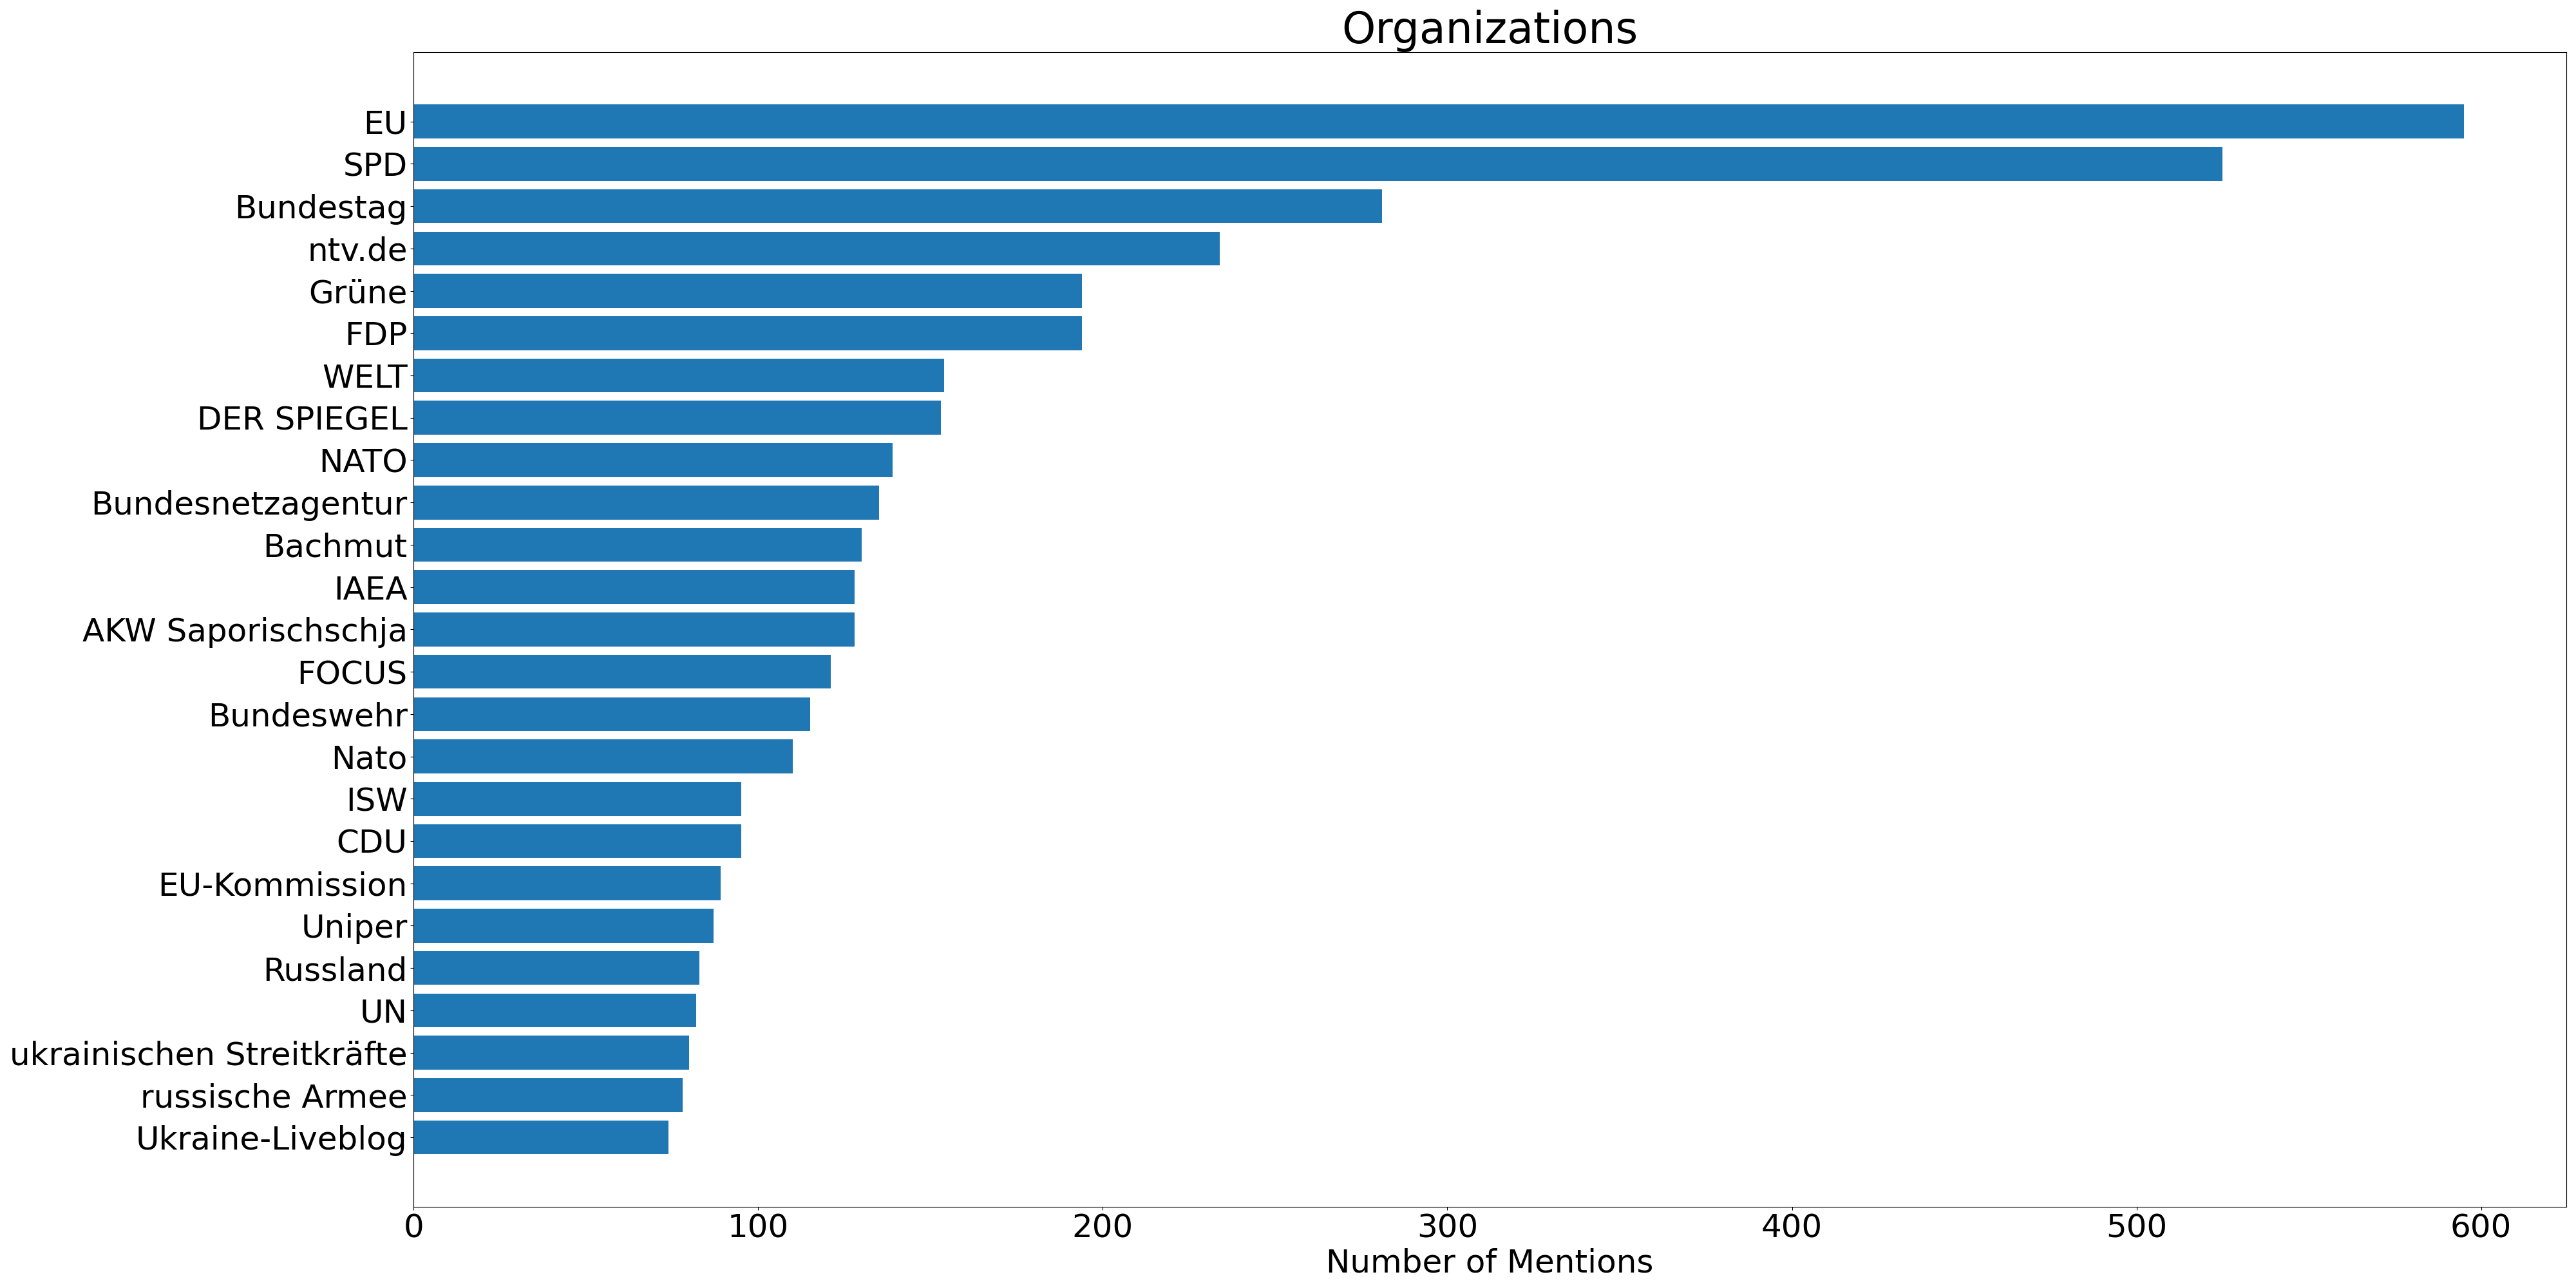 Organizations
EU
SPD
Bundestag
ntv.de
Grüne
FDP
WELT
DER SPIEGEL
NATO
Bundesnetzagentur
Bachmut
IAEA
AKW Saporischschja
FOCUS
Bundeswehr
Nato
ISW
CDU
EU-Kommission
Uniper
Russland
UN
ukrainischen Streitkräfte
russische Armee
Ukraine-Liveblog
0 100 200 300 400 500 600
Number of Mentions